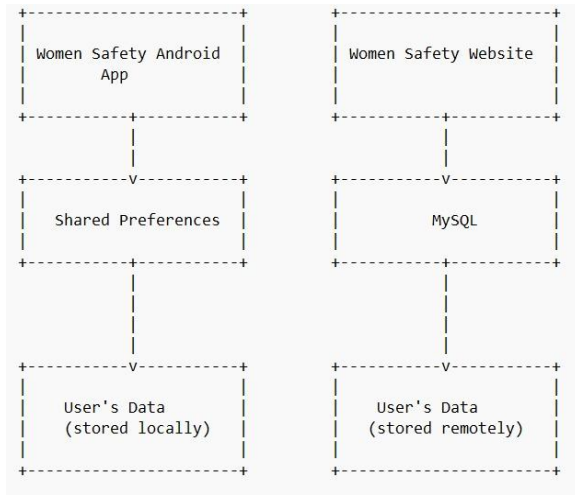 Women Safety Android
App
Women Safety Website
Shared Preferences
MySQL
User's Data
(stored locally)
User's Data
(stored remotely)